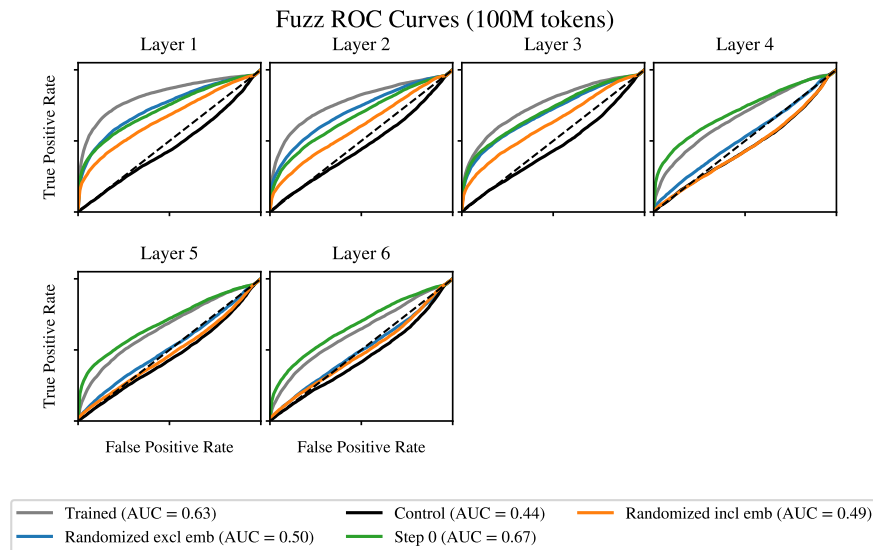 Fuzz ROC Curves (100M tokens)
Layer 1
Layer 2
Layer 3
Layer 4
True Positive Rate
Layer 5
Layer 6
True Positive Rate
False Positive Rate
False Positive Rate
Trained (AUC = 0.63)
Randomized excl emb (AUC = 0.50)
Control (AUC = 0.44)
Step 0 (AUC = 0.67)
Randomized incl emb (AUC = 0.49)